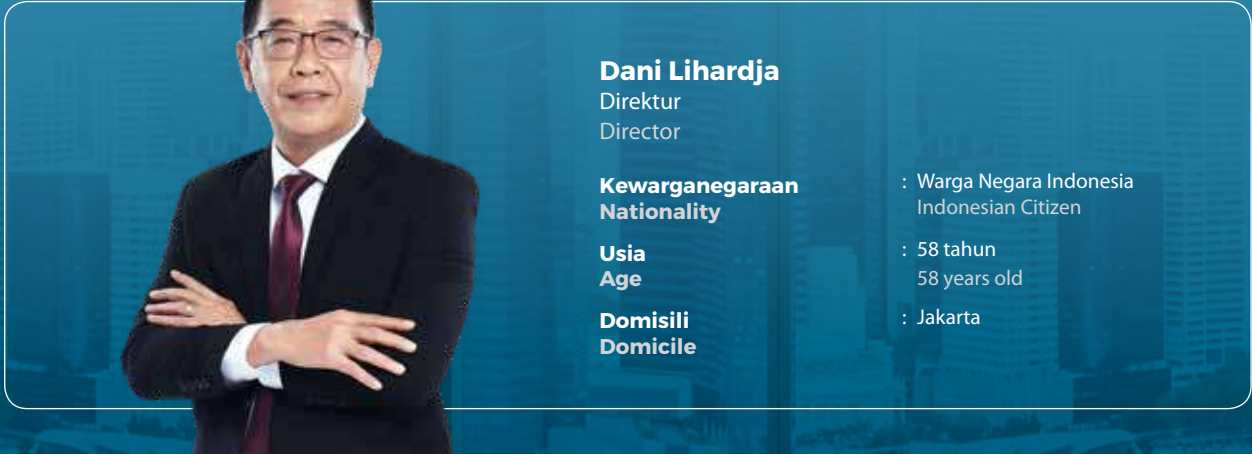 Dani Lihardja
Direktur
Director
Kewarganegaraan : Warga Negara Indonesia
Nationality Indonesian Citizen
Usia : 58 tahun
Age 58 years old
Domisili : Jakarta
Domicile